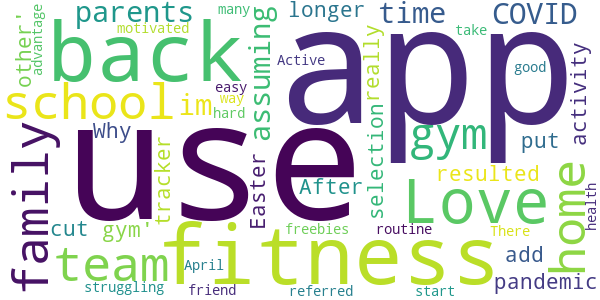 parents
many
longer
time
COVID
motivated
other'
advantage
back
assuming
Active
really
app
take
good
activity
easy
way
hard
school
im
Why
gym
put
family
tracker
Easter
After
selection
resulted
home
health
Love
cut
gym'
freebies
routine
There
add
team
fitness
use
April
pandemic
struggling
friend
referred
start